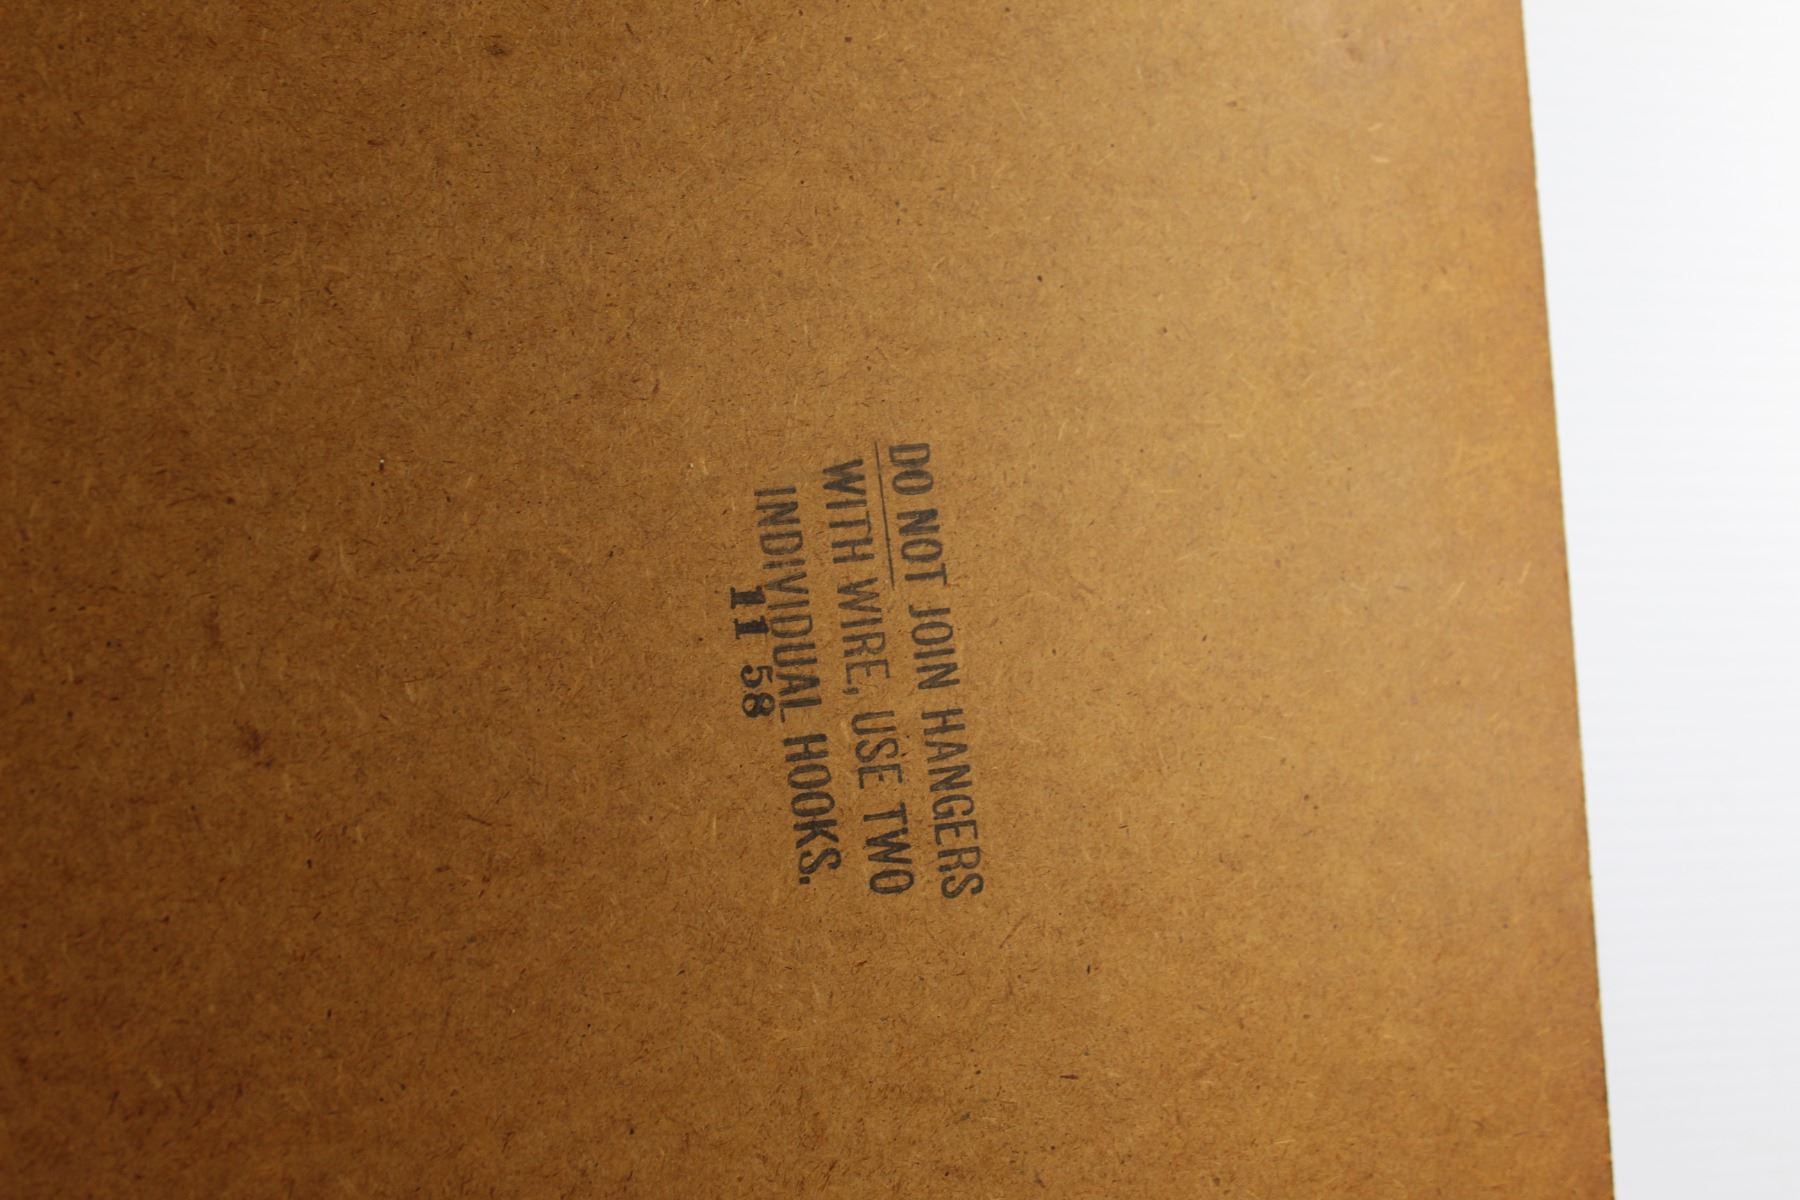 DO NOT JOIN HANGERS
WITH WIRE, USE TWO
INDIVIDUAL HOOKS.
11 58